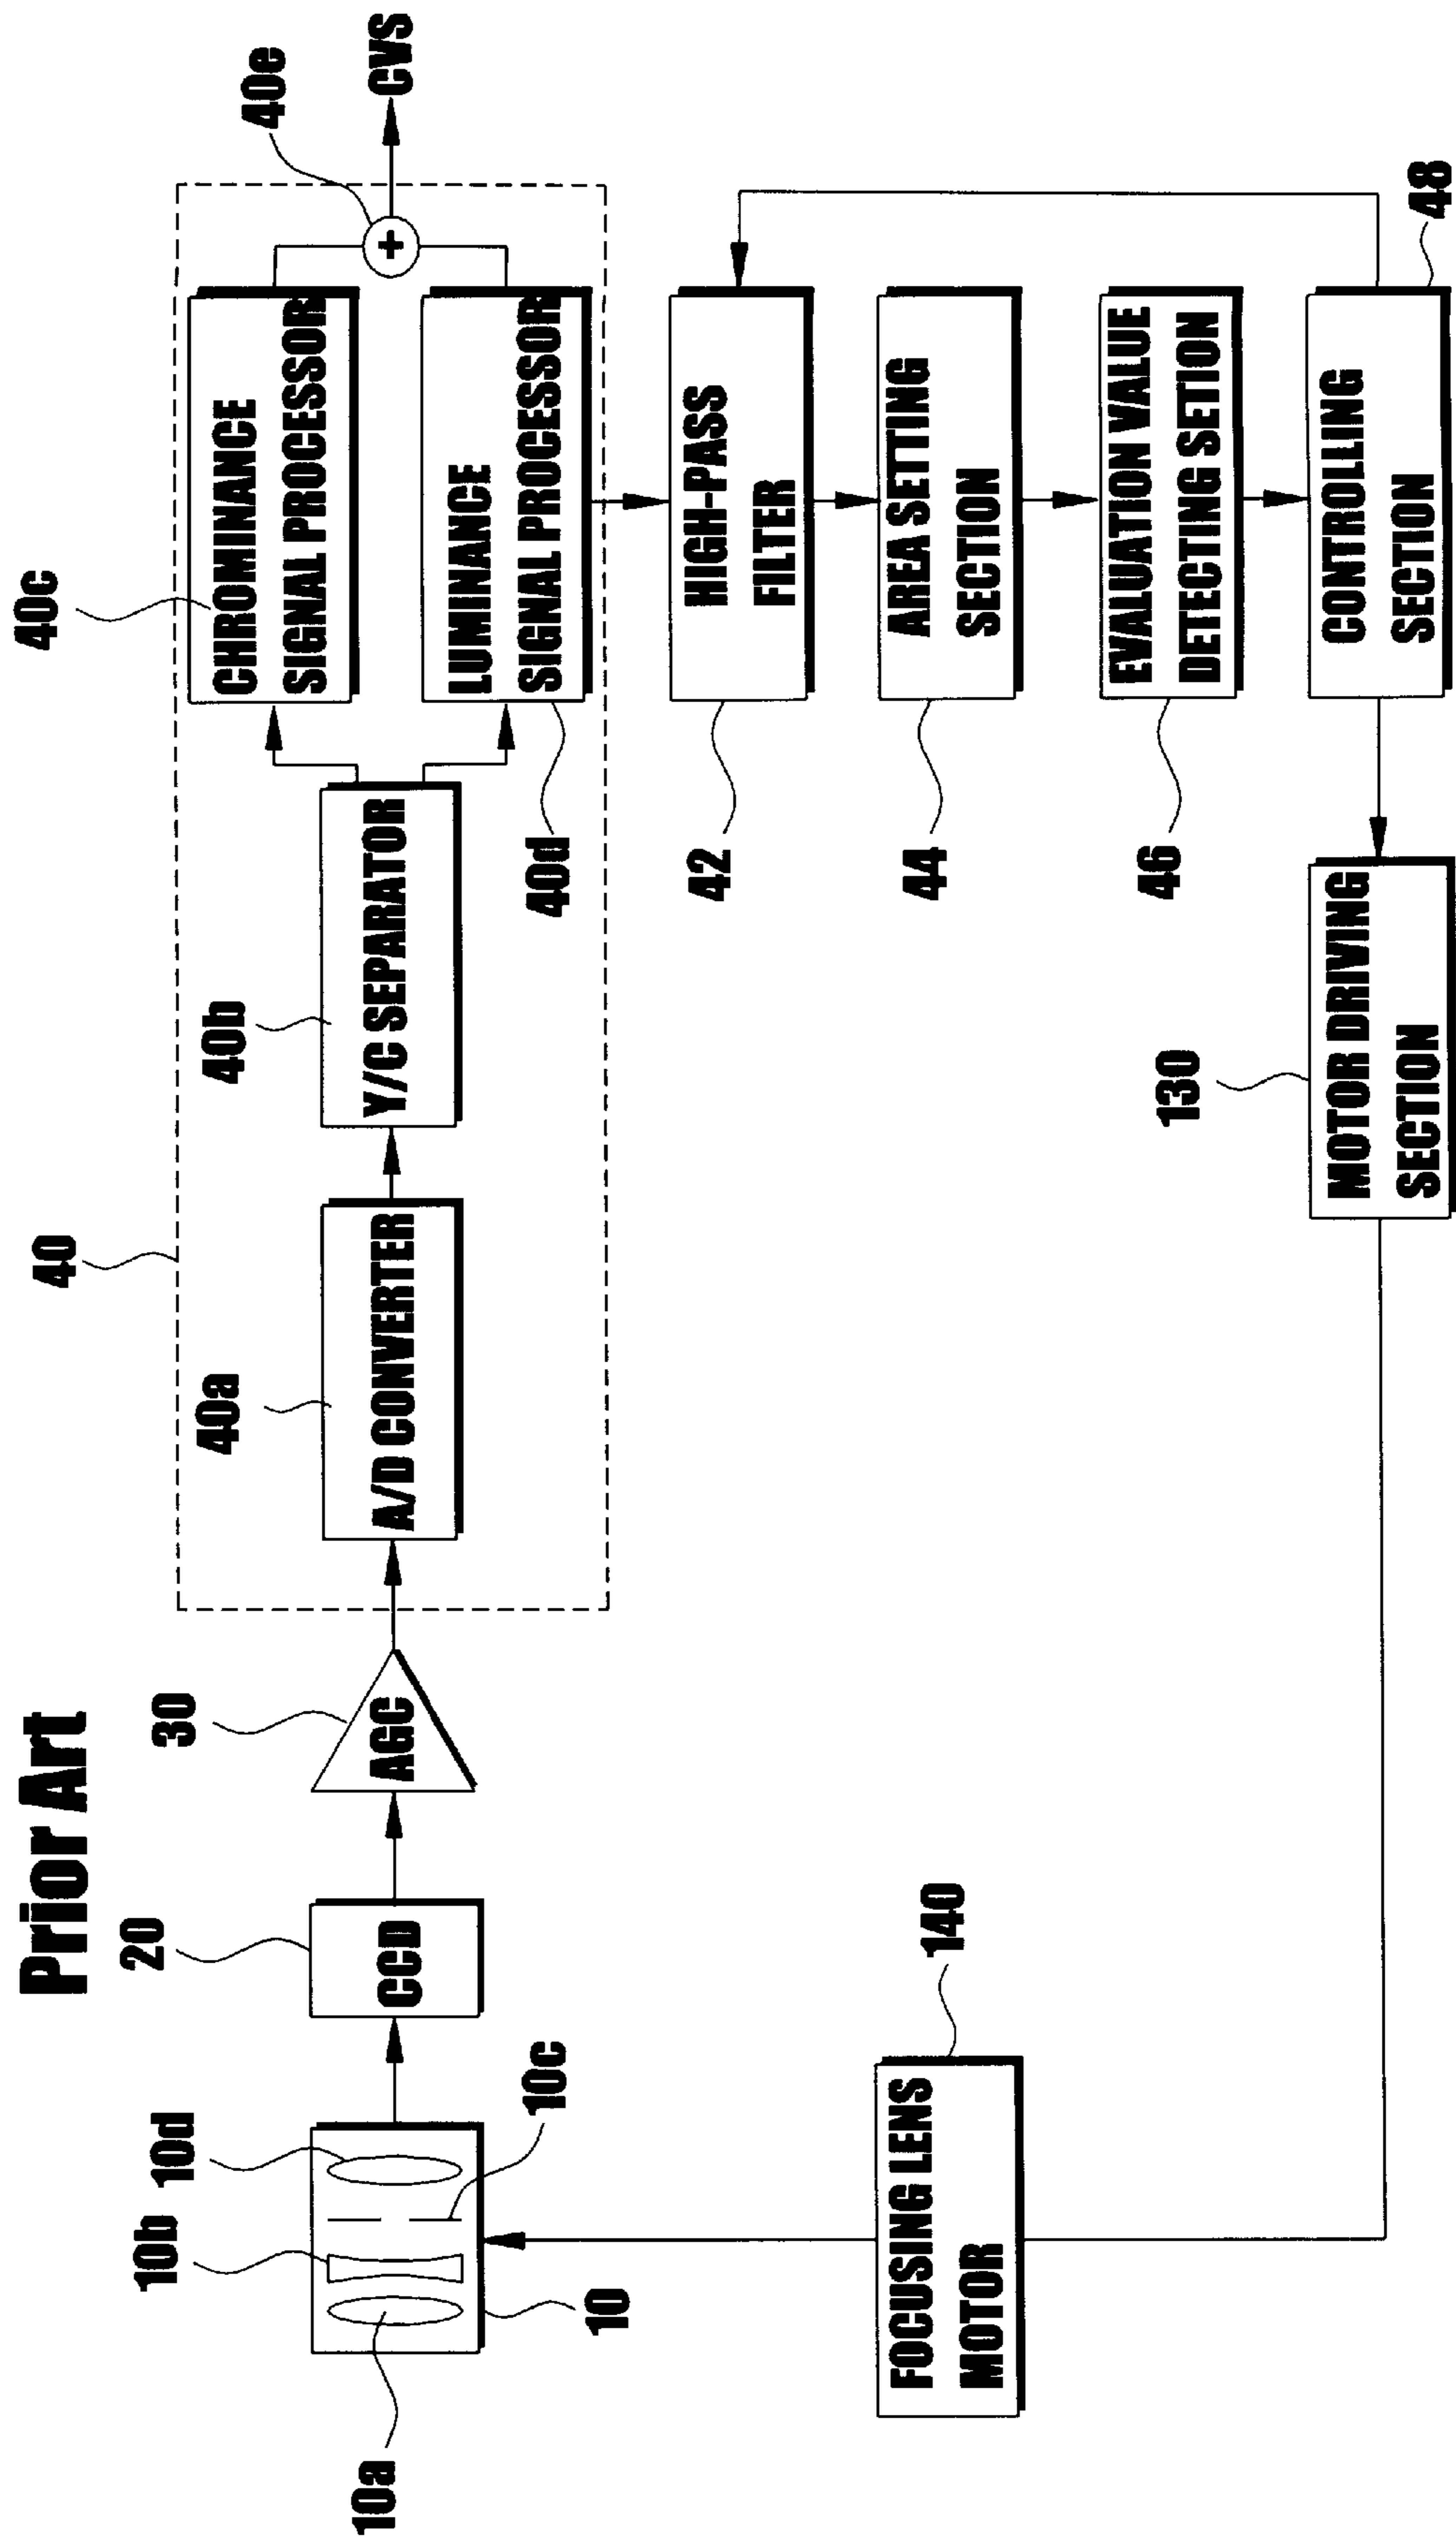 Prior Art
10a
10b
10d
10c
10
20
CCD
30
AGC
40
40a
A/D CONVERTER
40b
Y/C SEPARATOR
40c
CHROMINANCE
SIGNAL PROCESSOR
40d
LUMINANCE
SIGNAL PROCESSOR
40e
+
CVS
42
HIGH-PASS
FILTER
44
AREA SETTING
SECTION
46
EVALUATION VALUE
DETECTING SETION
48
CONTROLLING
SECTION
130
MOTOR DRIVING
SECTION
140
FOCUSING LENS
MOTOR